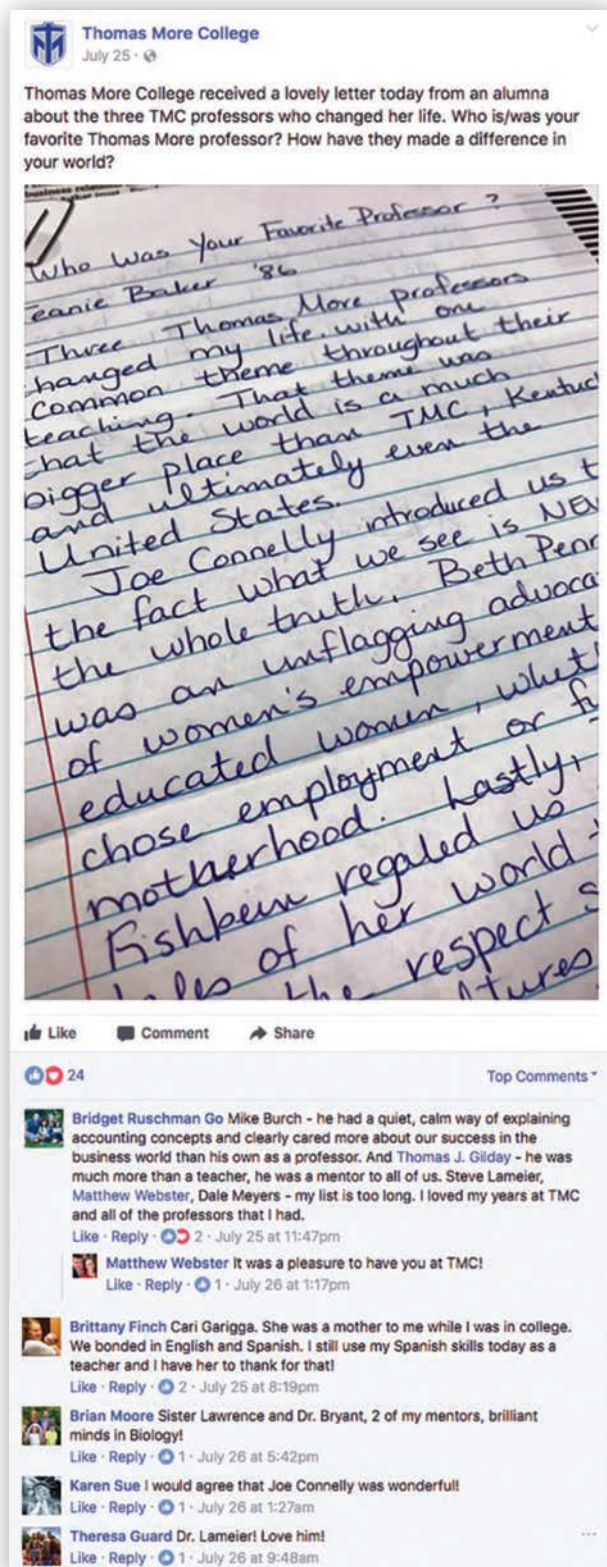 Thomas More College
July 25 ·
Thomas More College received a lovely letter today from an alumna
about the three TMC professors who changed her life. Who is/was your
favorite Thomas More professor? How have they made a difference in
your world?
Who Was Your Favorite Professor ?
eanie Baker '86
Three Thomas More professors
hanged my life with one
common theme throughout their
teaching. That theme was
that the world is a much
bigger place than TMC, Kentuc
and ultimately even the
United States.
Joe Connelly introduced us t
the fact what we see is NEV
the whole truth. Beth Penn
was an unflagging advoca
of women's empowerment
educated women, whet
chose employment or
motherhood. Lastly,
Fishbein regaled us
of her world
the respect
Like Comment Share
24 Top Comments
Bridget Ruschman Go Mike Burch - he had a quiet, calm way of explaining
accounting concepts and clearly cared more about our success in the
business world than his own as a professor. And Thomas J. Gilday - he was
much more than a teacher, he was a mentor to all of us. Steve Lameier,
Matthew Webster, Dale Meyers - my list is too long. I loved my years at TMC
and all of the professors that I had.
Like · Reply · 2 · July 25 at 11:47pm
Matthew Webster It was a pleasure to have you at TMC!
Like · Reply · 1 · July 26 at 1:17pm
Brittany Finch Cari Garigga. She was a mother to me while I was in college.
We bonded in English and Spanish. I still use my Spanish skills today as a
teacher and I have her to thank for that!
Like · Reply · 2 · July 25 at 8:19pm
Brian Moore Sister Lawrence and Dr. Bryant, 2 of my mentors, brilliant
minds in Biology!
Like · Reply · 1 · July 26 at 5:42pm
Karen Sue I would agree that Joe Connelly was wonderful!
Like · Reply · 1 · July 26 at 1:27am
Theresa Guard Dr. Lameier! Love him!
Like · Reply · 1 · July 26 at 9:48am